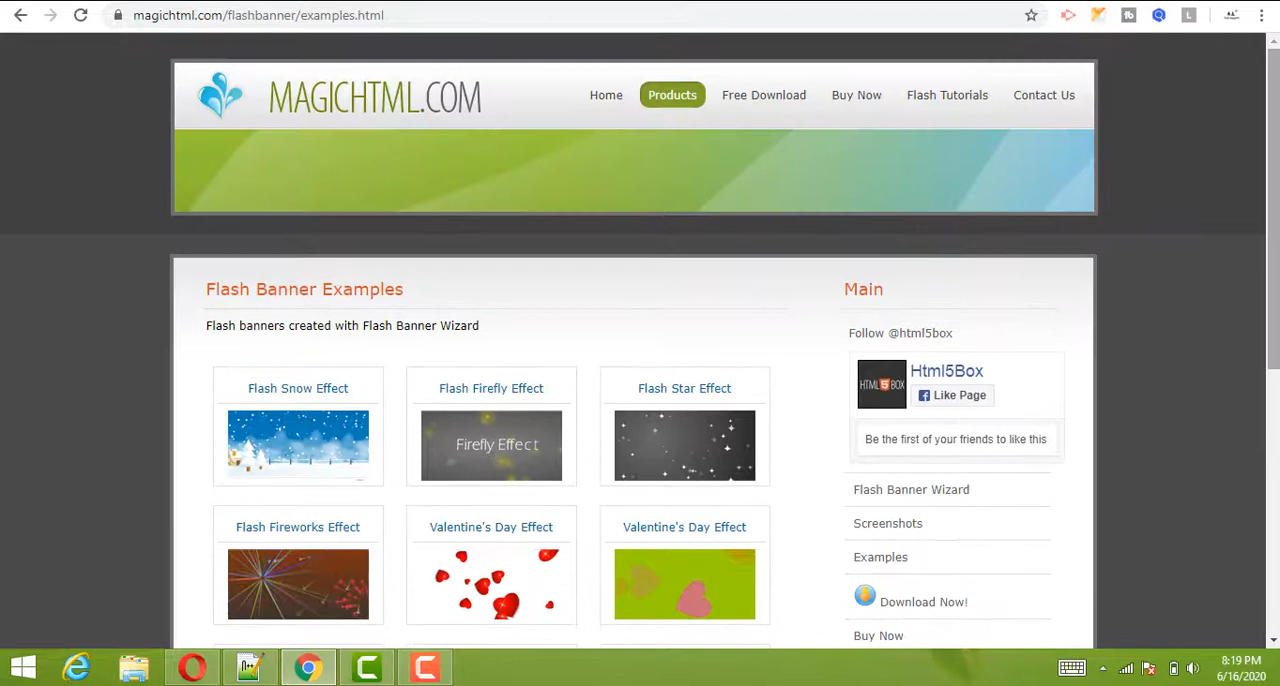 magichtml.com/flashbanner/examples.html
MAGICHTML.COM
Home
Products
Free Download
Buy Now
Flash Tutorials
Contact Us
Flash Banner Examples
Flash banners created with Flash Banner Wizard
Flash Snow Effect
Flash Firefly Effect
Firefly Effect
Flash Star Effect
Flash Fireworks Effect
Valentine's Day Effect
Valentine's Day Effect
Main
Follow @html5box
HTML 5 BOX
Html5Box
Like Page
Be the first of your friends to like this
Flash Banner Wizard
Screenshots
Examples
Download Now!
Buy Now
8:19 PM
6/16/2020